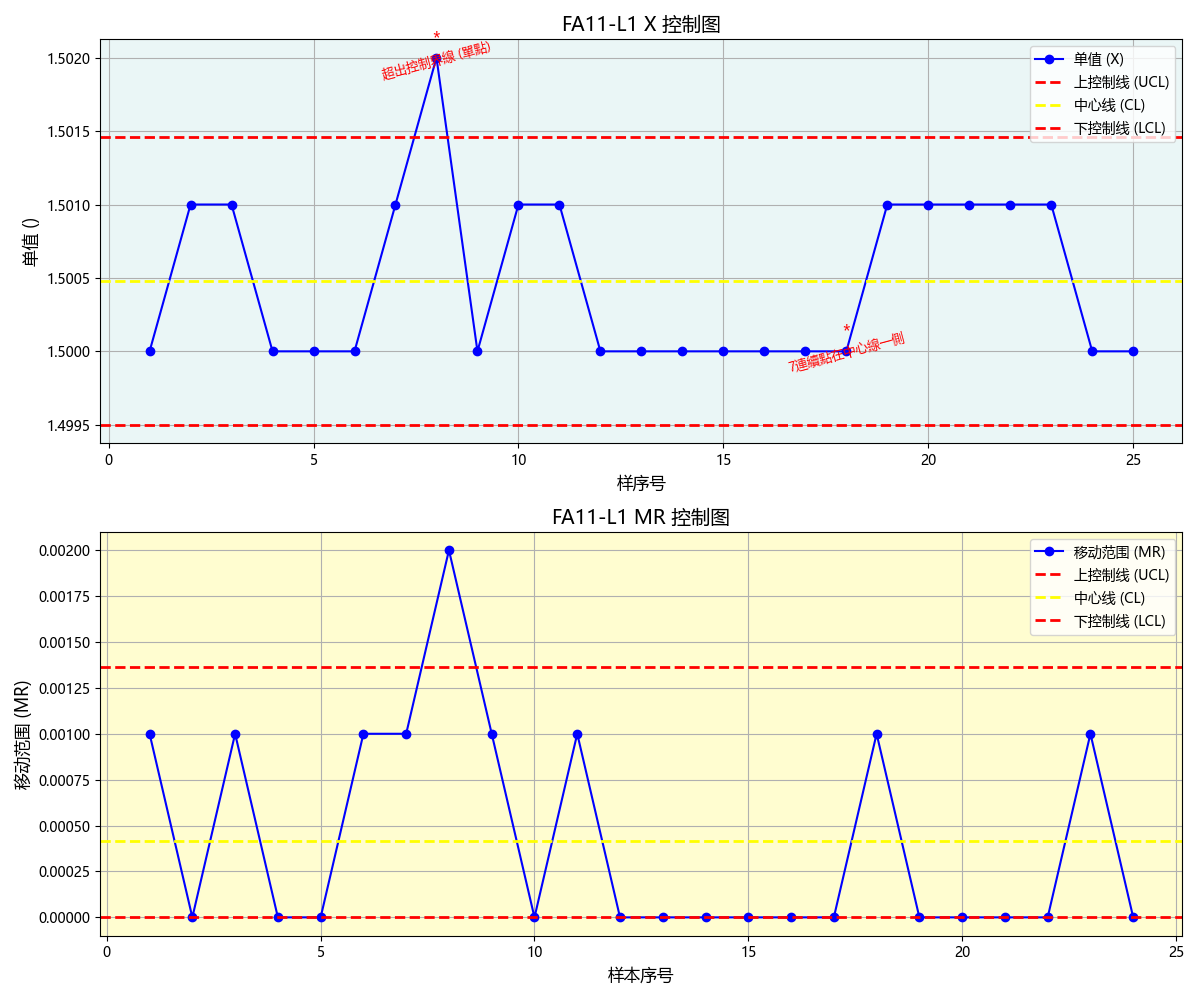 FA11-L1 X 控制图
*
超出控制界線 (單點)
单值 (X)
上控制线 (UCL)
中心线 (CL)
下控制线 (LCL)
单值 ()
1.5020
1.5015
1.5010
1.5005
1.5000
1.4995
*
7連續點在中心線一側
0 5 10 15 20 25
样序号
FA11-L1 MR 控制图
移动范围 (MR)
上控制线 (UCL)
中心线 (CL)
下控制线 (LCL)
移动范围 (MR)
0.00200
0.00175
0.00150
0.00125
0.00100
0.00075
0.00050
0.00025
0.00000
0 5 10 15 20 25
样本序号